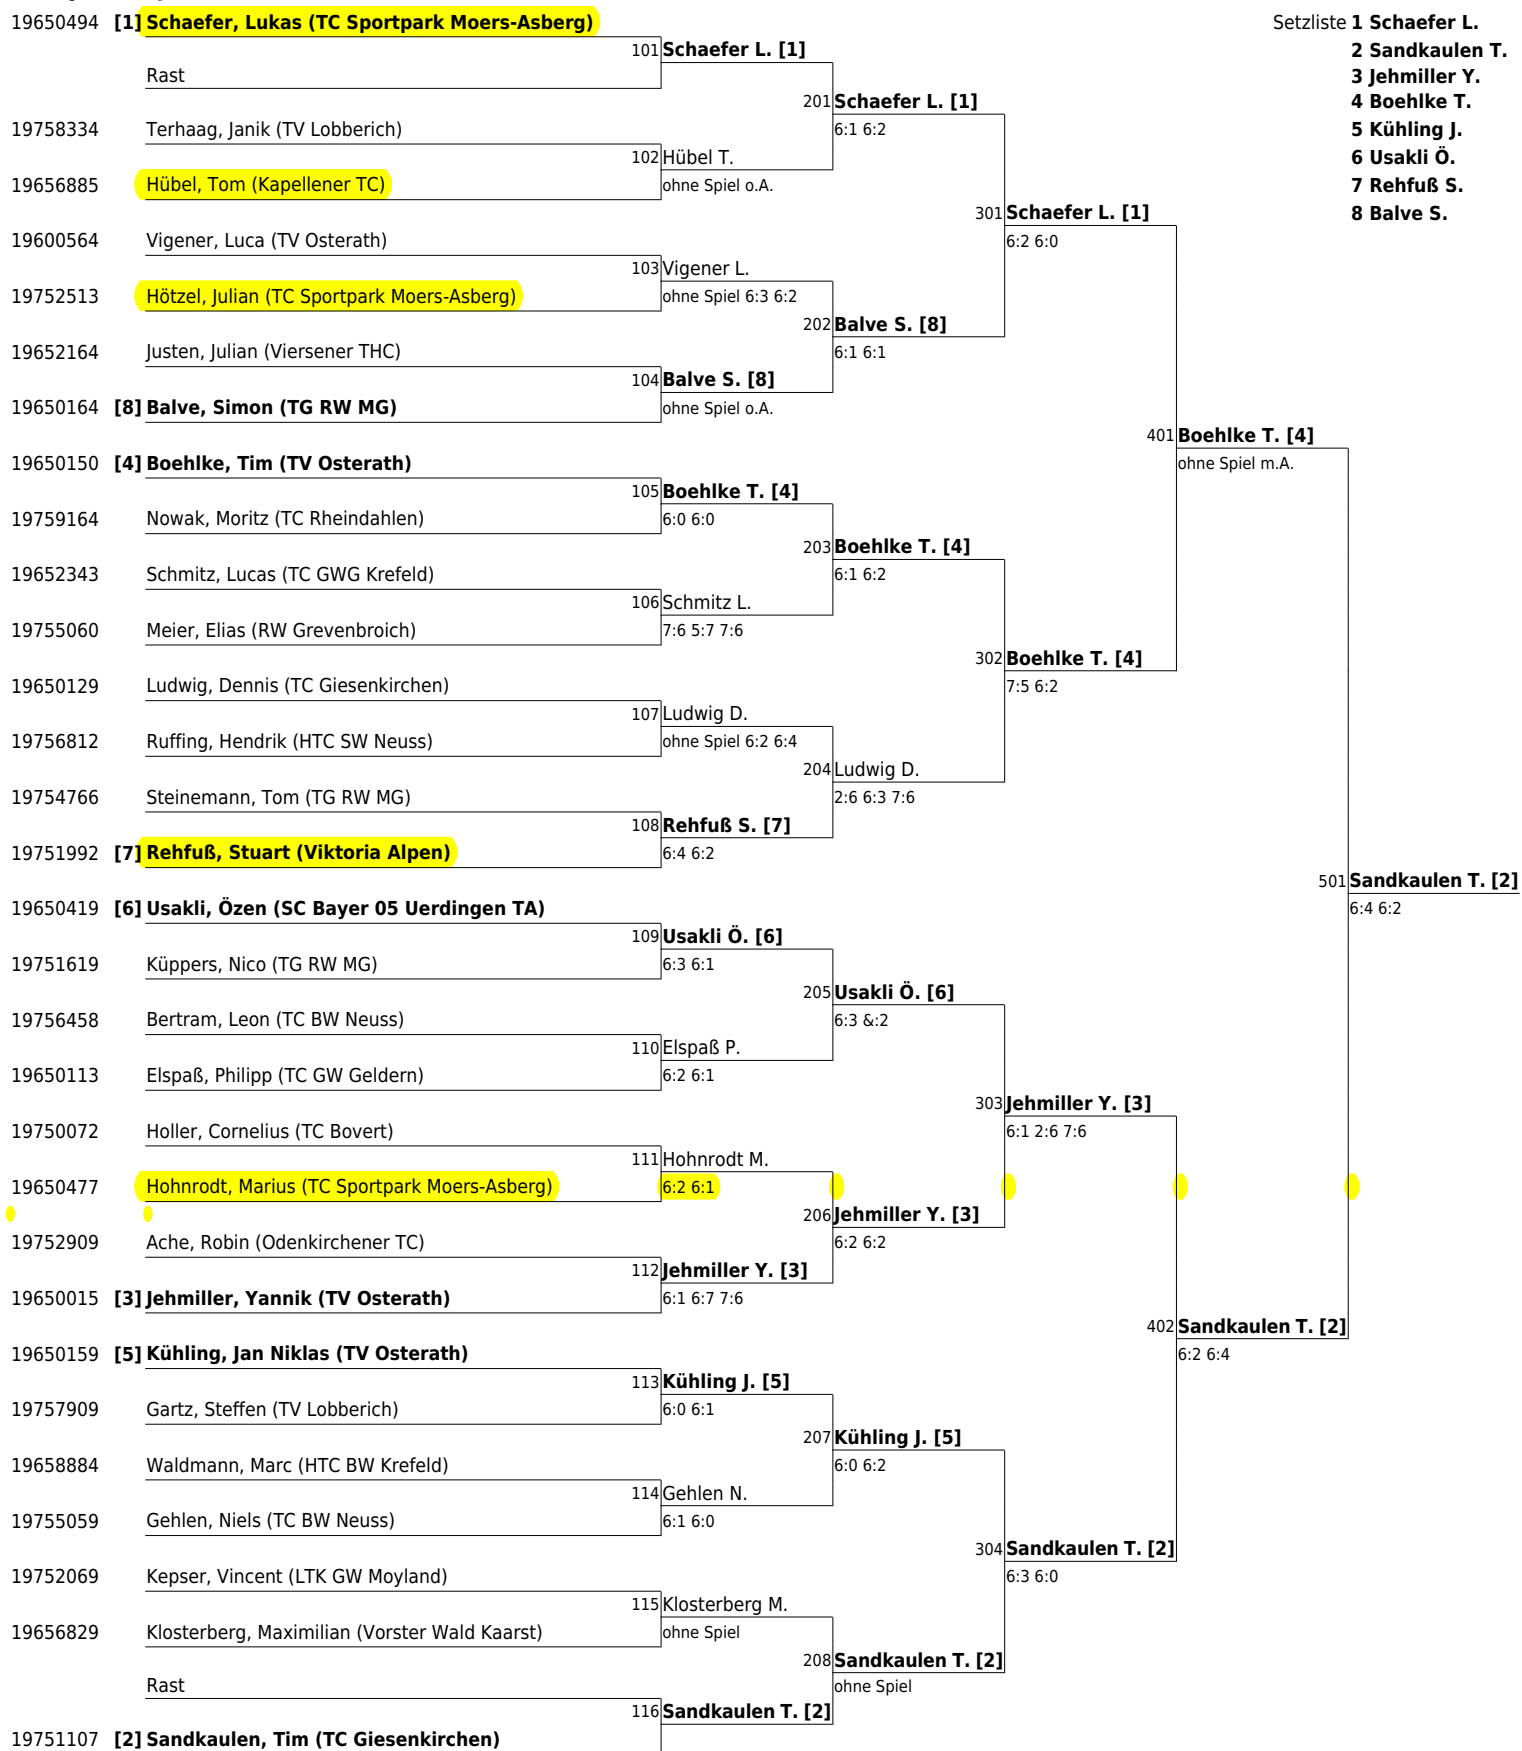 19650494 [1] Schaefer, Lukas (TC Sportpark Moers-Asberg)
Setzliste 1 Schaefer L.
101 Schaefer L. [1]
2 Sandkaulen T.
Rast
3 Jehmiller Y.
201 Schaefer L. [1]
4 Boehlke T.
19758334 Terhaag, Janik (TV Lobberich)
6:1 6:2
5 Kühling J.
102 Hübel T.
6 Usakli Ö.
19656885 Hübel, Tom (Kapellener TC)
ohne Spiel o.A.
7 Rehfuß S.
301 Schaefer L. [1]
8 Balve S.
19600564 Vigener, Luca (TV Osterath)
6:2 6:0
103 Vigener L.
19752513 Hötzel, Julian (TC Sportpark Moers-Asberg)
ohne Spiel 6:3 6:2
202 Balve S. [8]
19652164 Justen, Julian (Viersener THC)
6:1 6:1
104 Balve S. [8]
19650164 [8] Balve, Simon (TG RW MG)
ohne Spiel o.A.
401 Boehlke T. [4]
19650150 [4] Boehlke, Tim (TV Osterath)
ohne Spiel m.A.
105 Boehlke T. [4]
19759164 Nowak, Moritz (TC Rheindahlen)
6:0 6:0
203 Boehlke T. [4]
19652343 Schmitz, Lucas (TC GWG Krefeld)
6:1 6:2
106 Schmitz L.
19755060 Meier, Elias (RW Grevenbroich)
7:6 5:7 7:6
302 Boehlke T. [4]
19650129 Ludwig, Dennis (TC Giesenkirchen)
7:5 6:2
107 Ludwig D.
19756812 Ruffing, Hendrik (HTC SW Neuss)
ohne Spiel 6:2 6:4
204 Ludwig D.
19754766 Steinemann, Tom (TG RW MG)
2:6 6:3 7:6
108 Rehfuß S. [7]
19751992 [7] Rehfuß, Stuart (Viktoria Alpen)
6:4 6:2
501 Sandkaulen T. [2]
19650419 [6] Usakli, Özen (SC Bayer 05 Uerdingen TA)
6:4 6:2
109 Usakli Ö. [6]
19751619 Küppers, Nico (TG RW MG)
6:3 6:1
205 Usakli Ö. [6]
19756458 Bertram, Leon (TC BW Neuss)
6:3 &:2
110 Elspaß P.
19650113 Elspaß, Philipp (TC GW Geldern)
6:2 6:1
303 Jehmiller Y. [3]
19750072 Holler, Cornelius (TC Bovert)
6:1 2:6 7:6
111 Hohnrodt M.
19650477 Hohnrodt, Marius (TC Sportpark Moers-Asberg)
6:2 6:1
206 Jehmiller Y. [3]
19752909 Ache, Robin (Odenkirchener TC)
6:2 6:2
112 Jehmiller Y. [3]
19650015 [3] Jehmiller, Yannik (TV Osterath)
6:1 6:7 7:6
402 Sandkaulen T. [2]
19650159 [5] Kühling, Jan Niklas (TV Osterath)
6:2 6:4
113 Kühling J. [5]
19757909 Gartz, Steffen (TV Lobberich)
6:0 6:1
207 Kühling J. [5]
19658884 Waldmann, Marc (HTC BW Krefeld)
6:0 6:2
114 Gehlen N.
19755059 Gehlen, Niels (TC BW Neuss)
6:1 6:0
304 Sandkaulen T. [2]
19752069 Kepser, Vincent (LTK GW Moyland)
6:3 6:0
115 Klosterberg M.
19656829 Klosterberg, Maximilian (Vorster Wald Kaarst)
ohne Spiel
208 Sandkaulen T. [2]
Rast
ohne Spiel
116 Sandkaulen T. [2]
19751107 [2] Sandkaulen, Tim (TC Giesenkirchen)